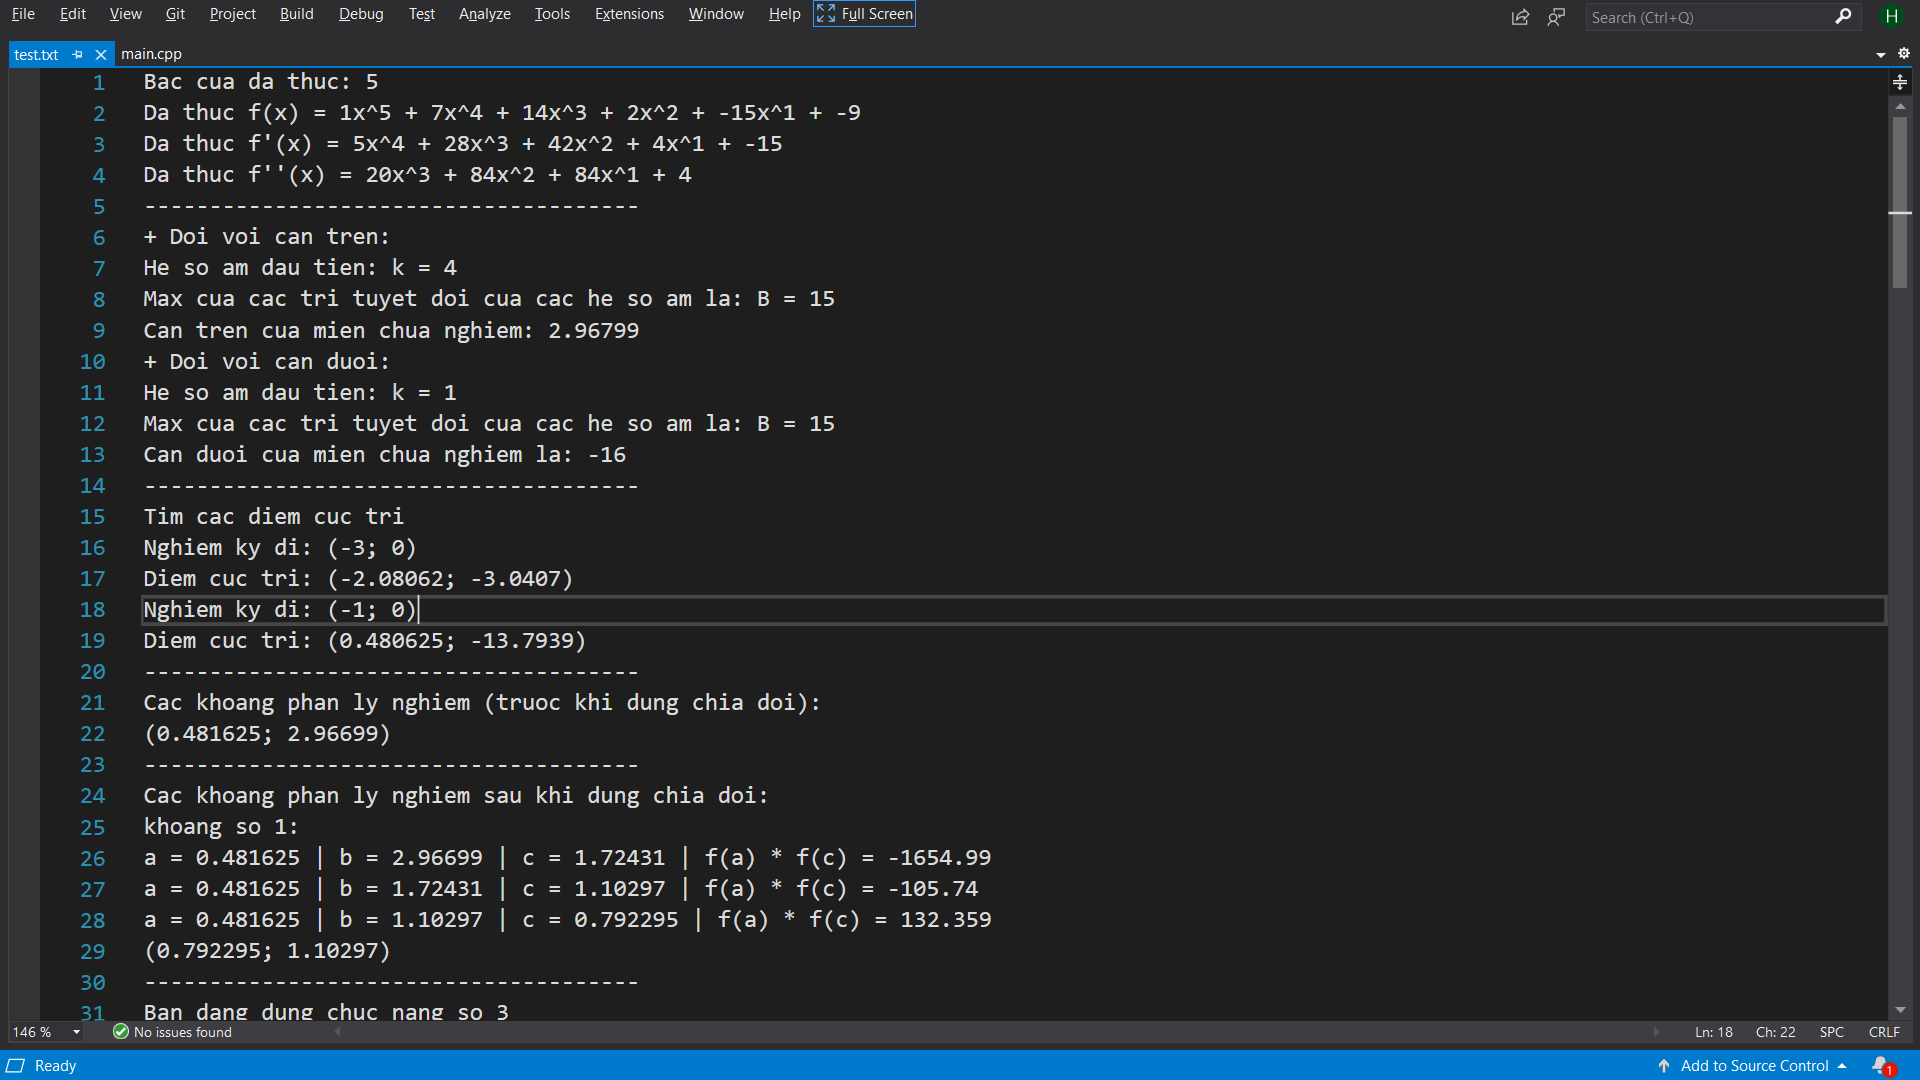 File Edit View Git Project Build Debug Test Analyze Tools Extensions Window Help Full Screen Search (Ctrl+Q) H
test.txt main.cpp
1 Bac cua da thuc: 5
2 Da thuc f(x) = 1x^5 + 7x^4 + 14x^3 + 2x^2 + -15x^1 + -9
3 Da thuc f'(x) = 5x^4 + 28x^3 + 42x^2 + 4x^1 + -15
4 Da thuc f''(x) = 20x^3 + 84x^2 + 84x^1 + 4
5 --------------------------------------
6 + Doi voi can tren:
7 He so am dau tien: k = 4
8 Max cua cac tri tuyet doi cua cac he so am la: B = 15
9 Can tren cua mien chua nghiem: 2.96799
10 + Doi voi can duoi:
11 He so am dau tien: k = 1
12 Max cua cac tri tuyet doi cua cac he so am la: B = 15
13 Can duoi cua mien chua nghiem la: -16
14 --------------------------------------
15 Tim cac diem cuc tri
16 Nghiem ky di: (-3; 0)
17 Diem cuc tri: (-2.08062; -3.0407)
18 Nghiem ky di: (-1; 0)
19 Diem cuc tri: (0.480625; -13.7939)
20 --------------------------------------
21 Cac khoang phan ly nghiem (truoc khi dung chia doi):
22 (0.481625; 2.96699)
23 --------------------------------------
24 Cac khoang phan ly nghiem sau khi dung chia doi:
25 khoang so 1:
26 a = 0.481625 | b = 2.96699 | c = 1.72431 | f(a) * f(c) = -1654.99
27 a = 0.481625 | b = 1.72431 | c = 1.10297 | f(a) * f(c) = -105.74
28 a = 0.481625 | b = 1.10297 | c = 0.792295 | f(a) * f(c) = 132.359
29 (0.792295; 1.10297)
30 --------------------------------------
31 Ban dang dung chuc nang so 3
146 % No issues found Ln: 18 Ch: 22 SPC CRLF
Ready Add to Source Control 1